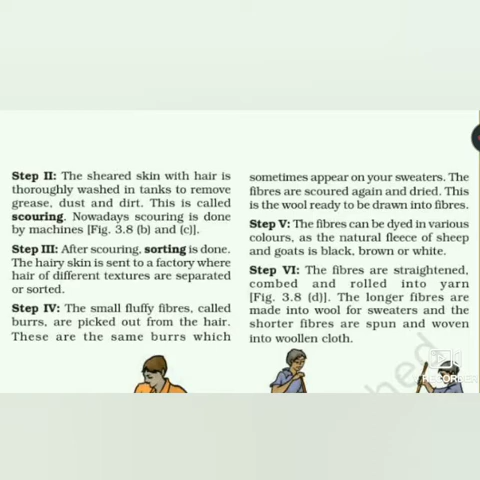 Step II: The sheared skin with hair is
thoroughly washed in tanks to remove
grease, dust and dirt. This is called
scouring. Nowadays scouring is done
by machines [Fig. 3.8 (b) and (c)].
Step III: After scouring, sorting is done.
The hairy skin is sent to a factory where
hair of different textures are separated
or sorted.
Step IV: The small fluffy fibres, called
burrs, are picked out from the hair.
These are the same burrs which
sometimes appear on your sweaters. The
fibres are scoured again and dried. This
is the wool ready to be drawn into fibres.
Step V: The fibres can be dyed in various
colours, as the natural fleece of sheep
and goats is black, brown or white.
Step VI: The fibres are straightened,
combed and rolled into yarn
[Fig. 3.8 (d)]. The longer fibres are
made into wool for sweaters and the
shorter fibres are spun and woven
into woollen cloth.